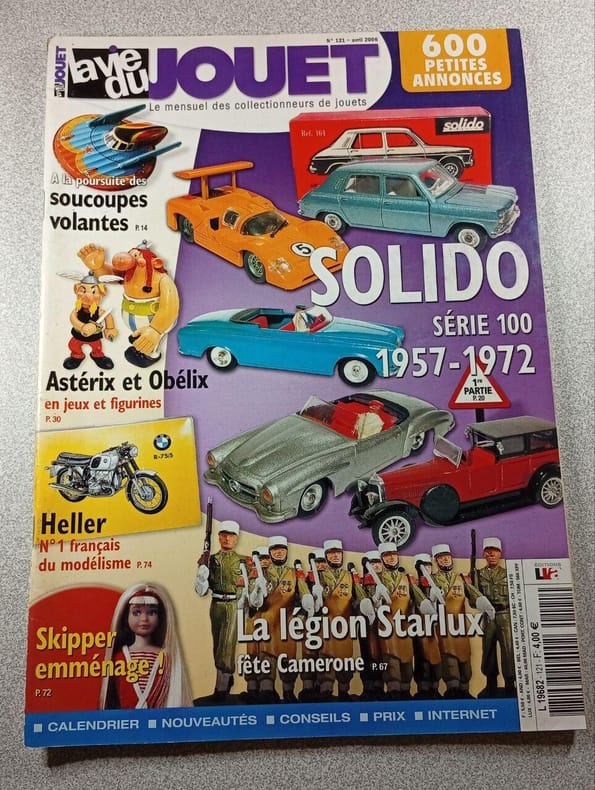 N° 121 - avril 2006
la vie du JOUET
Le mensuel des collectionneurs de jouets
600
PETITES
ANNONCES
A la poursuite des
soucoupes
volantes P.14
Réf. 164
solido
5
SOLIDO
SÉRIE 100
1957-1972
1re
PARTIE
P. 20
Astérix et Obélix
en jeux et figurines
P. 30
BMW
R-75/5
Heller
N°1 français
du modélisme P.74
Skipper
emménage !
P. 72
La légion Starlux
fête Camerone P. 67
ÉDITIONS
LVA
L 19682 - 121 - F: 4,00 €
CALENDRIER NOUVEAUTÉS CONSEILS PRIX INTERNET